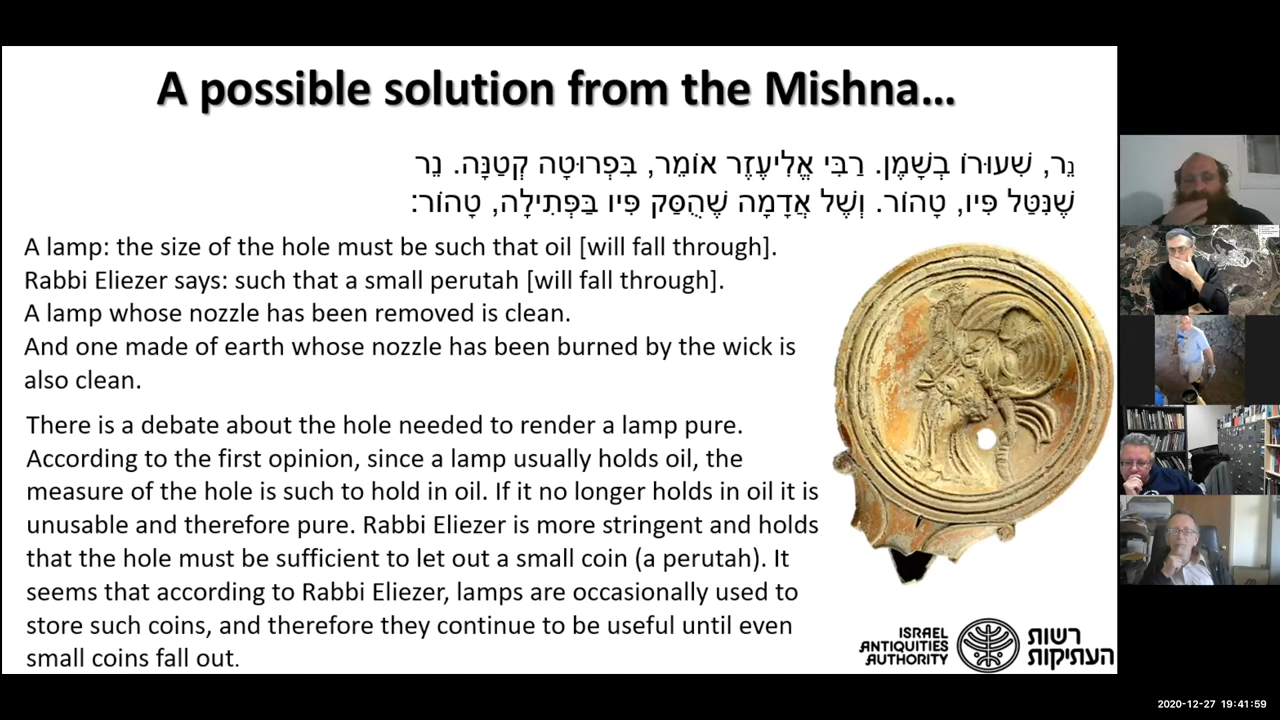 A possible solution from the Mishna...
נֵר, שִׁעוּרוֹ בְשָׁמֶן. רַבִּי אֱלִיעֶזֶר אוֹמֵר, בִּפְרוּטָה קְטַנָּה. נֵר
שֶׁנִּטַּל פִּיו, טָהוֹר. וְשֶׁל אֲדָמָה שֶׁהֻסַּק פִּיו בַּפְּתִילָה, טָהוֹר:
A lamp: the size of the hole must be such that oil [will fall through].
Rabbi Eliezer says: such that a small perutah [will fall through].
A lamp whose nozzle has been removed is clean.
And one made of earth whose nozzle has been burned by the wick is
also clean.
There is a debate about the hole needed to render a lamp pure.
According to the first opinion, since a lamp usually holds oil, the
measure of the hole is such to hold in oil. If it no longer holds in oil it is
unusable and therefore pure. Rabbi Eliezer is more stringent and holds
that the hole must be sufficient to let out a small coin (a perutah). It
seems that according to Rabbi Eliezer, lamps are occasionally used to
store such coins, and therefore they continue to be useful until even
small coins fall out.
ISRAEL
ANTIQUITIES
AUTHORITY
רשות
העתיקות
2020-12-27 19:41:59